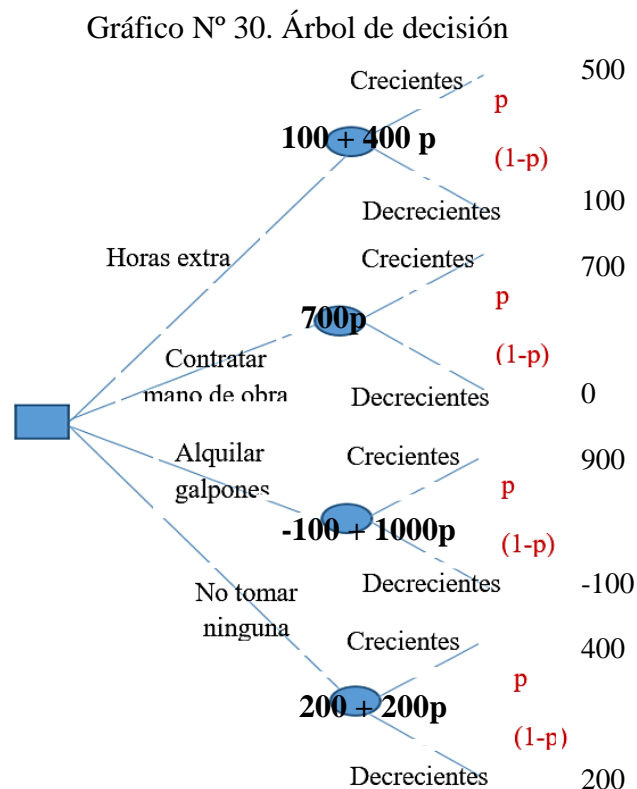 Gráfico Nº 30. Árbol de decisión
Crecientes
500
p
100 + 400 p
(1-p)
Decrecientes
100
Horas extra
Crecientes
700
p
700p
(1-p)
Contratar
mano de obra
Decrecientes
0
Alquilar
galpones
Crecientes
900
p
-100 + 1000p
(1-p)
Decrecientes
-100
No tomar
ninguna
Crecientes
400
p
200 + 200p
(1-p)
Decrecientes
200